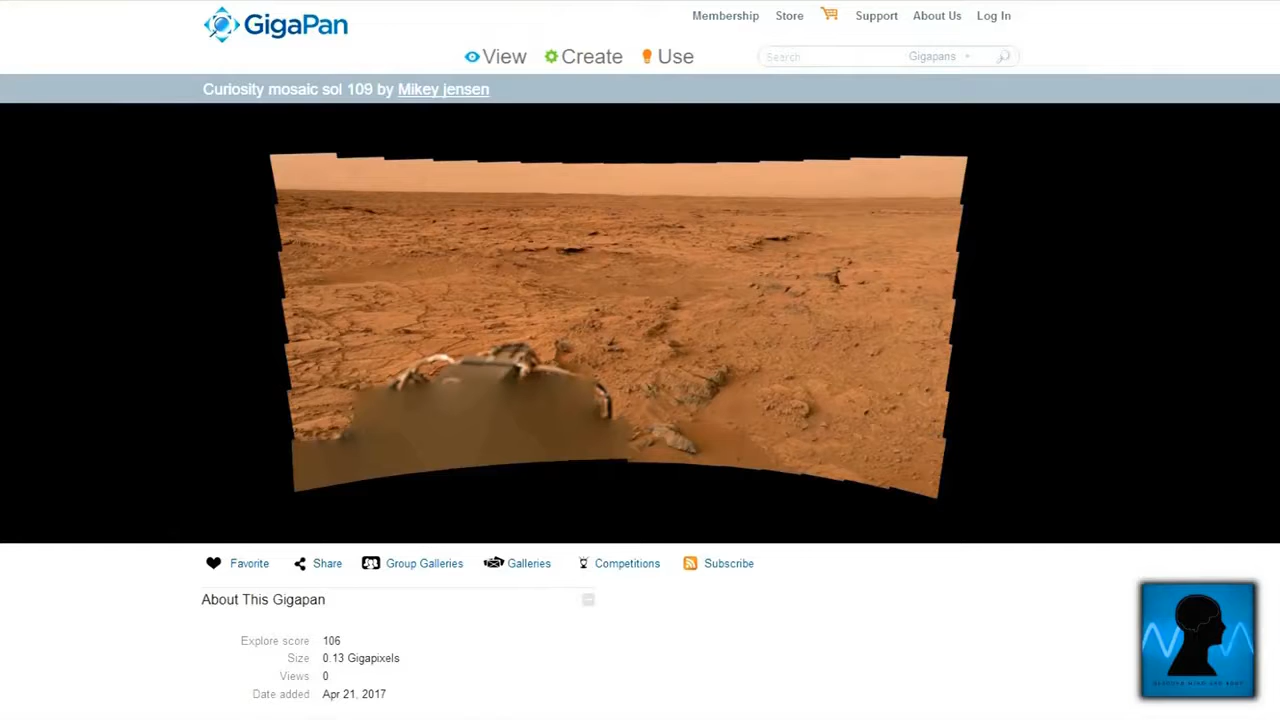 GigaPan
Membership Store Support About Us Log In
View Create Use
Search Gigapans
Curiosity mosaic sol 109 by Mikey jensen
Favorite Share Group Galleries Galleries Competitions Subscribe
About This Gigapan
Explore score 106
Size 0.13 Gigapixels
Views 0
Date added Apr 21, 2017